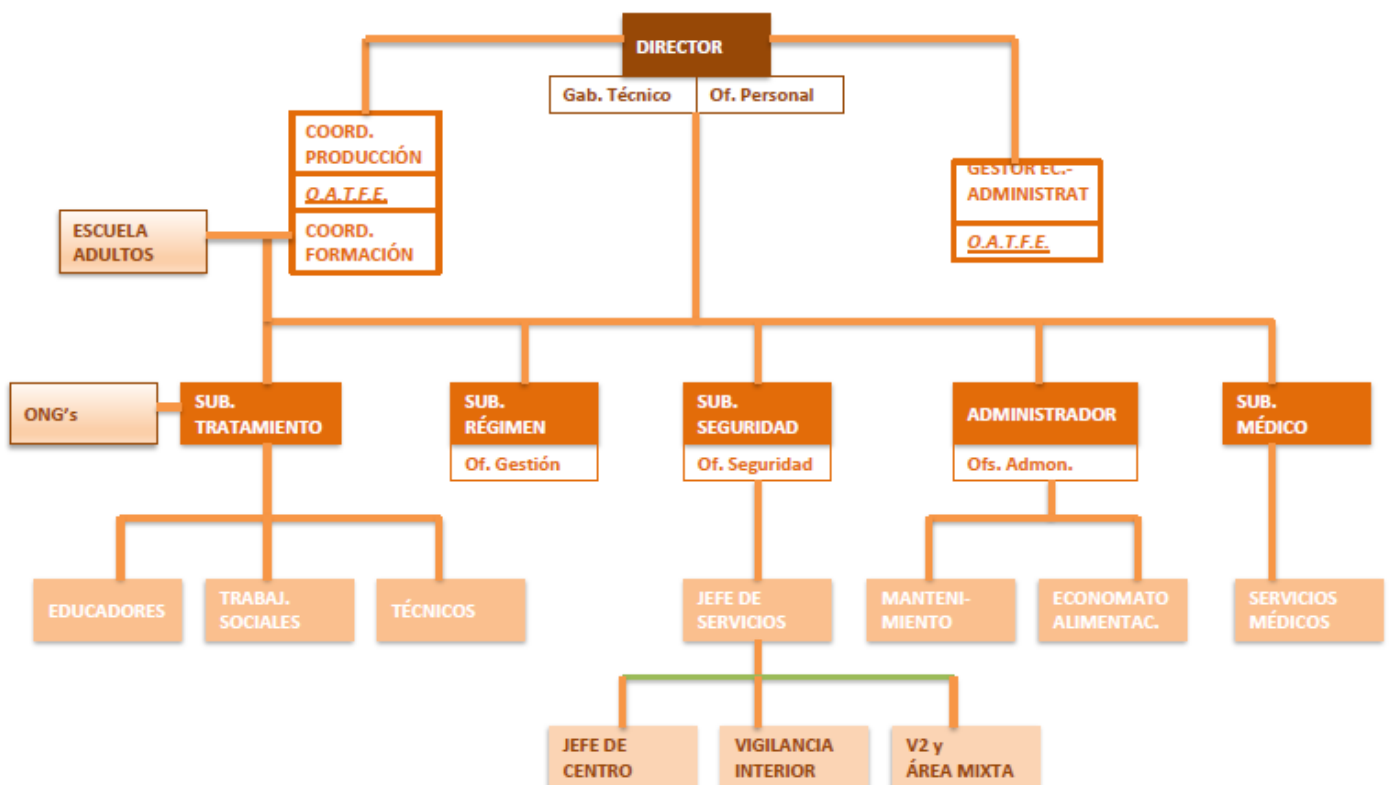 DIRECTOR
Gab. Técnico
Of. Personal
COORD.
PRODUCCIÓN
O.A.T.F.E.
COORD.
FORMACIÓN
GESTOR EC.-
ADMINISTRAT
O.A.T.F.E.
ESCUELA
ADULTOS
ONG's
SUB.
TRATAMIENTO
SUB.
RÉGIMEN
Of. Gestión
SUB.
SEGURIDAD
Of. Seguridad
ADMINISTRADOR
Ofs. Admon.
SUB.
MÉDICO
EDUCADORES
TRABAJ.
SOCIALES
TÉCNICOS
JEFE DE
SERVICIOS
MANTENI-
MIENTO
ECONOMATO
ALIMENTAC.
SERVICIOS
MÉDICOS
JEFE DE
CENTRO
VIGILANCIA
INTERIOR
V2 y
ÁREA MIXTA